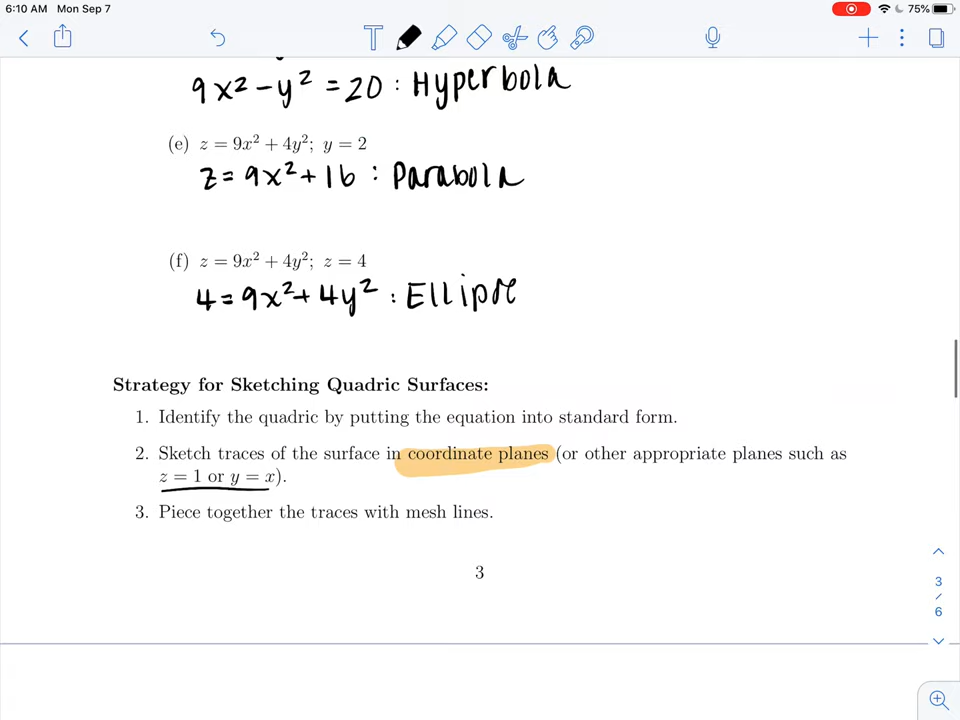 6:10 AM Mon Sep 7
75%
T
9x² - y² = 20 : Hyperbola
(e) z = 9x² + 4y²; y = 2
z = 9x² + 16 : Parabola
(f) z = 9x² + 4y²; z = 4
4 = 9x² + 4y² : Ellipse
Strategy for Sketching Quadric Surfaces:
1. Identify the quadric by putting the equation into standard form.
2. Sketch traces of the surface in coordinate planes (or other appropriate planes such as
z = 1 or y = x).
3. Piece together the traces with mesh lines.
3
3
/
6